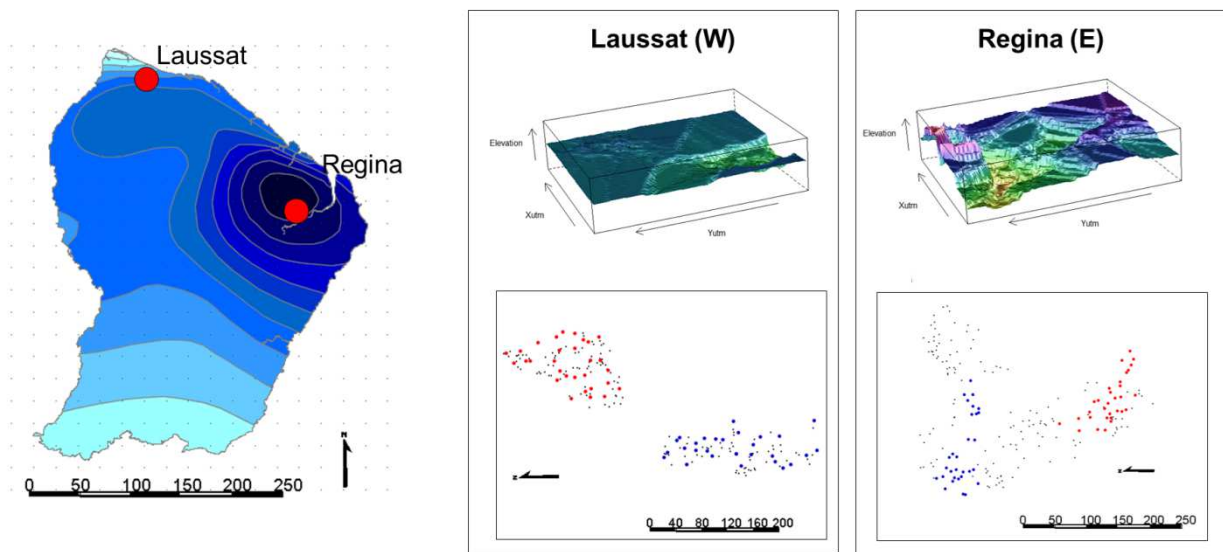 Laussat
Regina
N
0 50 100 150 200 250
Laussat (W)
Elevation
Xutm
Yutm
N
0 40 80 120 160 200
Regina (E)
Elevation
Xutm
Yutm
N
0 50 100 150 200 250